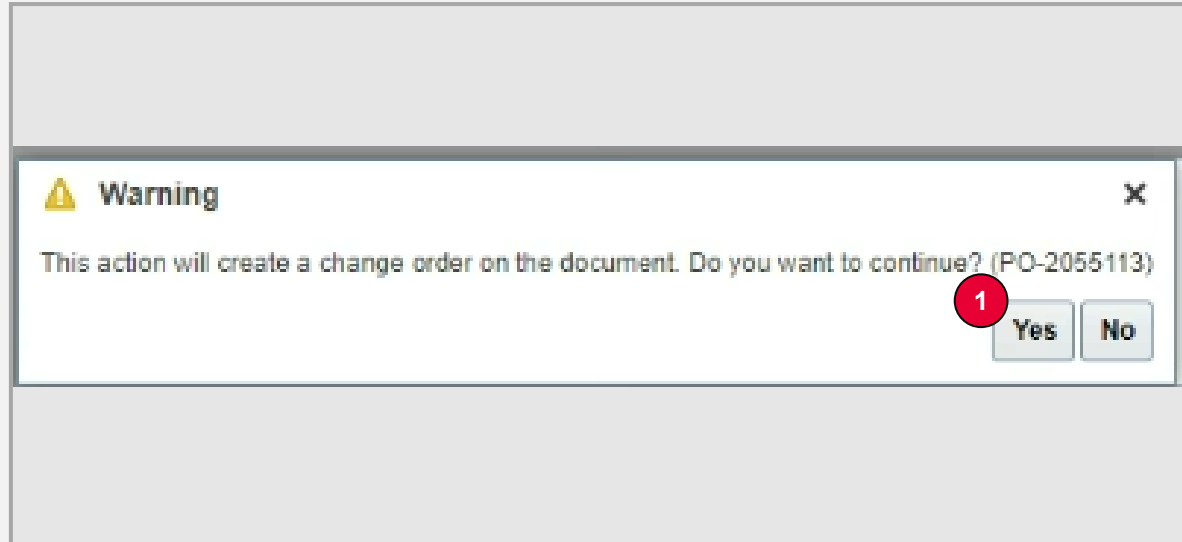 Warning
This action will create a change order on the document. Do you want to continue? (PO-2055113)
1
Yes No